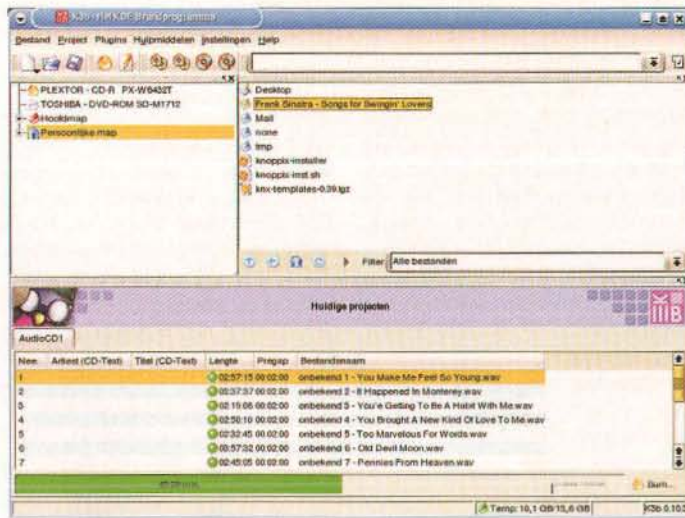 K3b - Het KDE Brandprogramma
Bestand Project Plugins Hulpmiddelen Instellingen Help
PLEXTOR - CD-R PX-W8432T
TOSHIBA - DVD-ROM SD-M1712
Hoofdmap
Persoonlijke map
Desktop
Frank Sinatra - Songs for Swingin' Lovers
Mail
none
tmp
knoppix-installer
knoppix-inst.sh
knx-templates-0.39.tgz
Filter: Alle bestanden
Huidige projecten
AudioCD1
Nee. Artiest (CD-Text) Titel (CD-Text) Lengte Pregap Bestandsnaam
1 02:57:15 00:02:00 onbekend 1 - You Make Me Feel So Young.wav
2 02:37:37 00:02:00 onbekend 2 - It Happened In Monterey.wav
3 02:19:06 00:02:00 onbekend 3 - You're Getting To Be A Habit With Me.wav
4 02:50:10 00:02:00 onbekend 4 - You Brought A New Kind Of Love To Me.wav
5 02:32:45 00:02:00 onbekend 5 - Too Marvelous For Words.wav
6 00:57:32 00:02:00 onbekend 6 - Old Devil Moon.wav
7 02:45:05 00:02:00 onbekend 7 - Pennies From Heaven.wav
min.
Burn...
Temp: 10,1 GB/15,6 GB
K3b 0.10.3